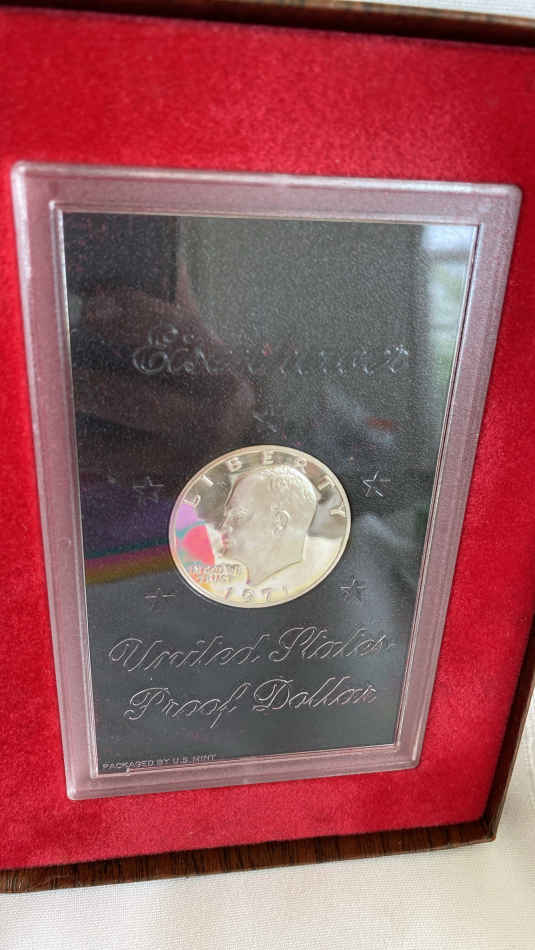 Eisenhower
LIBERTY
IN GOD WE
TRUST
1971
United States
Proof Dollar
PACKAGED BY U.S. MINT